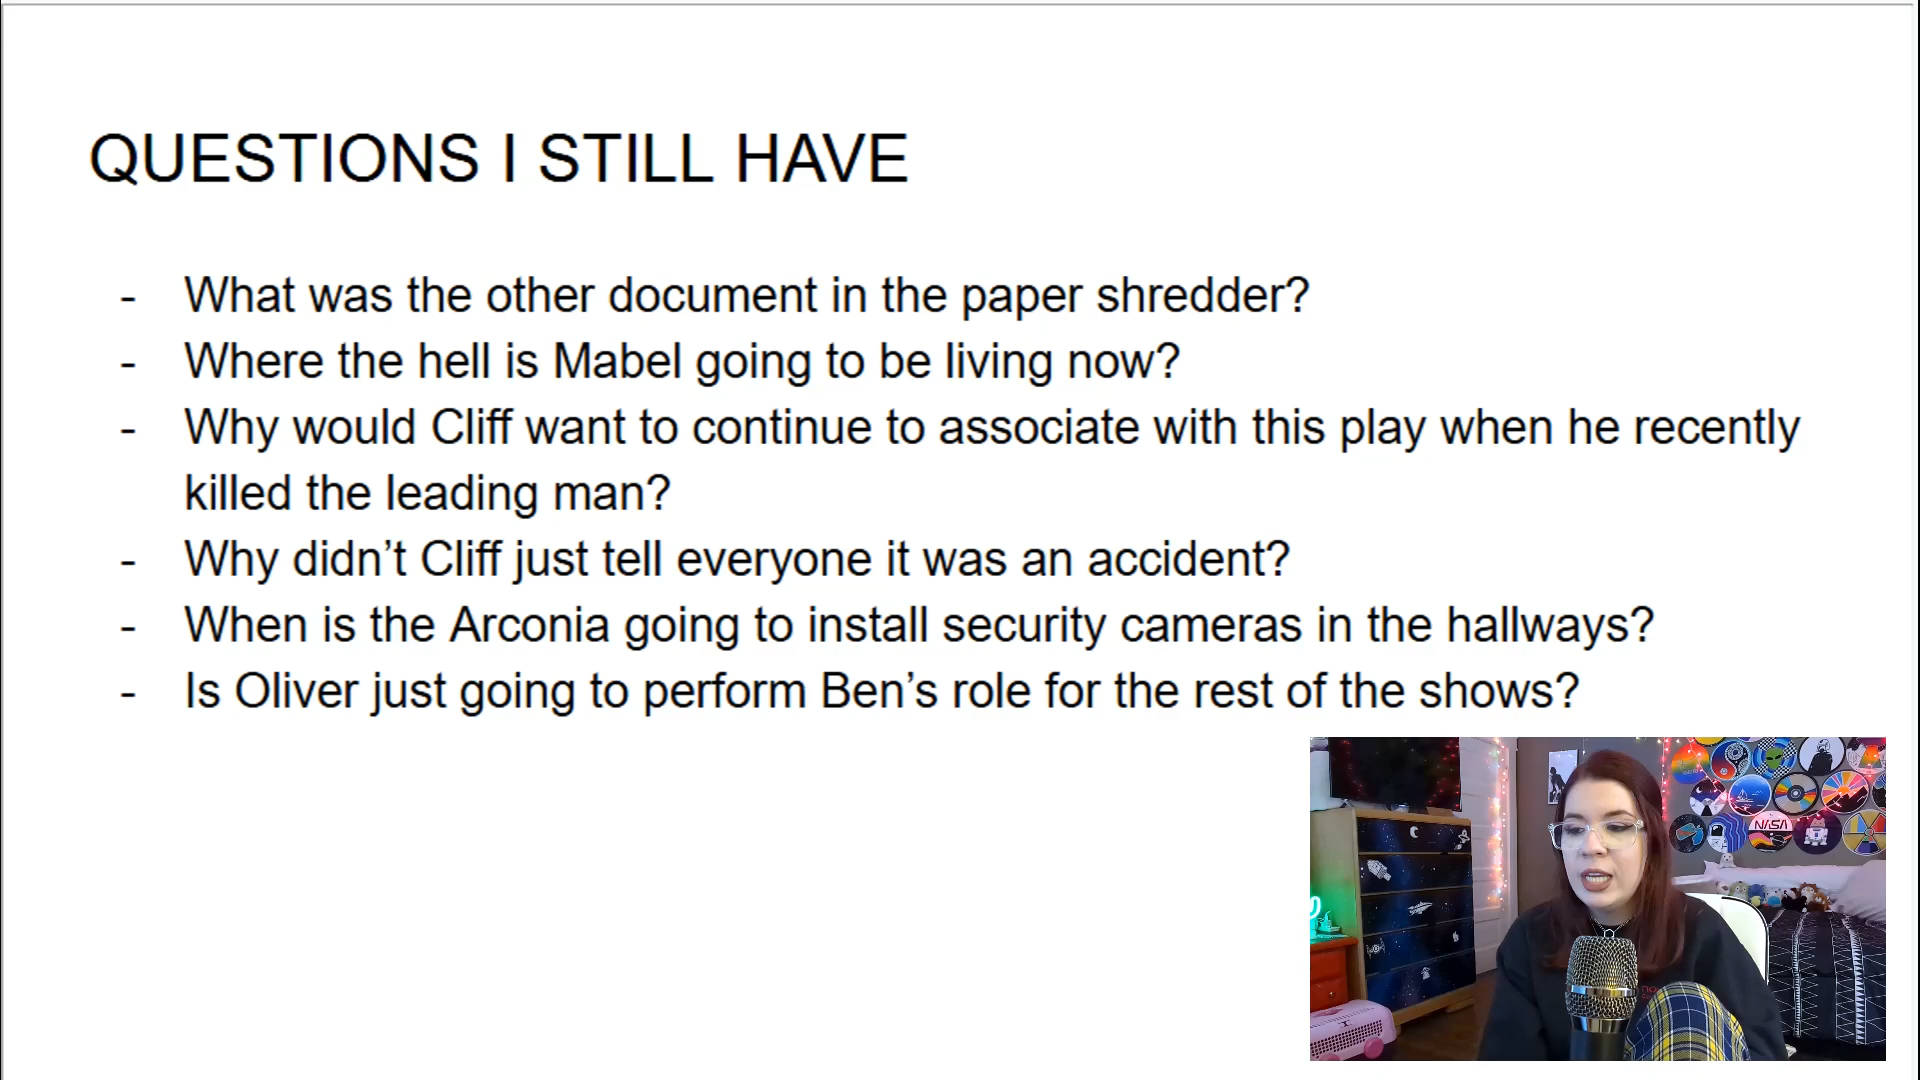 QUESTIONS I STILL HAVE
- What was the other document in the paper shredder?
- Where the hell is Mabel going to be living now?
- Why would Cliff want to continue to associate with this play when he recently
killed the leading man?
- Why didn’t Cliff just tell everyone it was an accident?
- When is the Arconia going to install security cameras in the hallways?
- Is Oliver just going to perform Ben’s role for the rest of the shows?
NASA